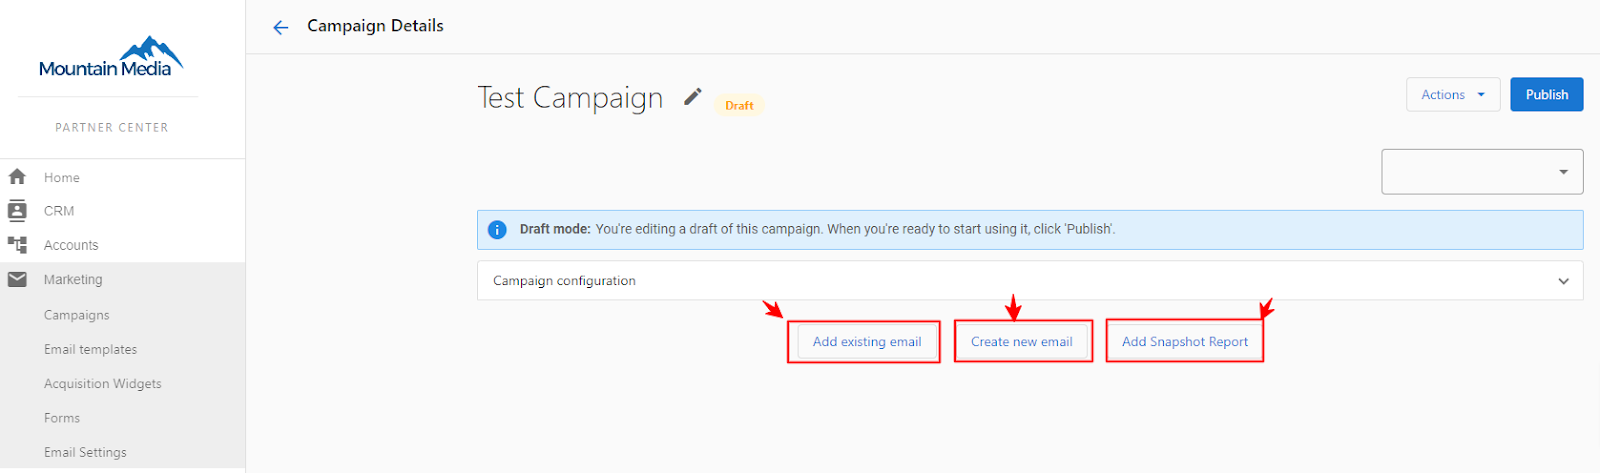 Mountain Media
PARTNER CENTER
Home
CRM
Accounts
Marketing
Campaigns
Email templates
Acquisition Widgets
Forms
Email Settings
Campaign Details
Test Campaign Draft
Actions Publish
Draft mode: You're editing a draft of this campaign. When you're ready to start using it, click 'Publish'.
Campaign configuration
Add existing email Create new email Add Snapshot Report